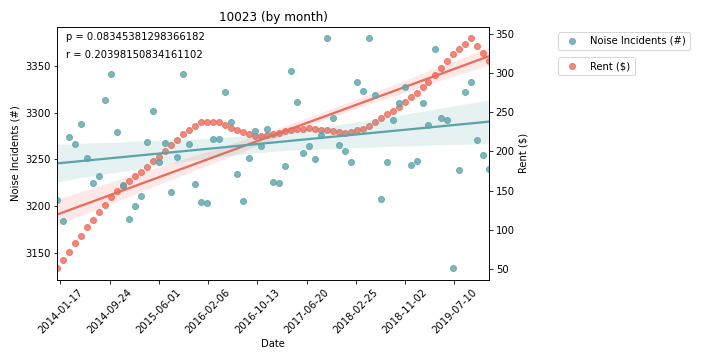 10023 (by month)
p = 0.08345381298366182
r = 0.20398150834161102
Noise Incidents (#)
Rent ($)
Noise Incidents (#)
3350
3300
3250
3200
3150
350
300
250
200
150
100
50
Rent ($)
2014-01-17
2014-09-24
2015-06-01
2016-02-06
2016-10-13
2017-06-20
2018-02-25
2018-11-02
2019-07-10
Date